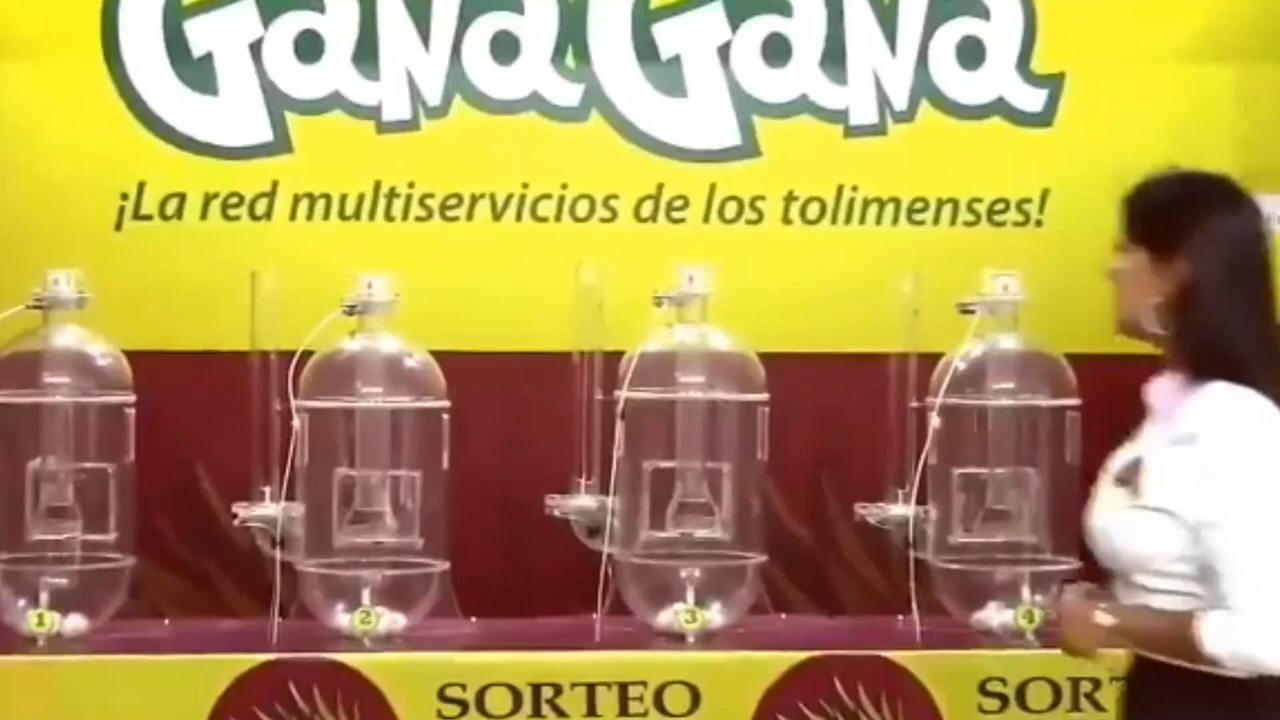 GANAGANA
¡La red multiservicios de los tolimenses!
1
2
3
4
SORTEO
SORT